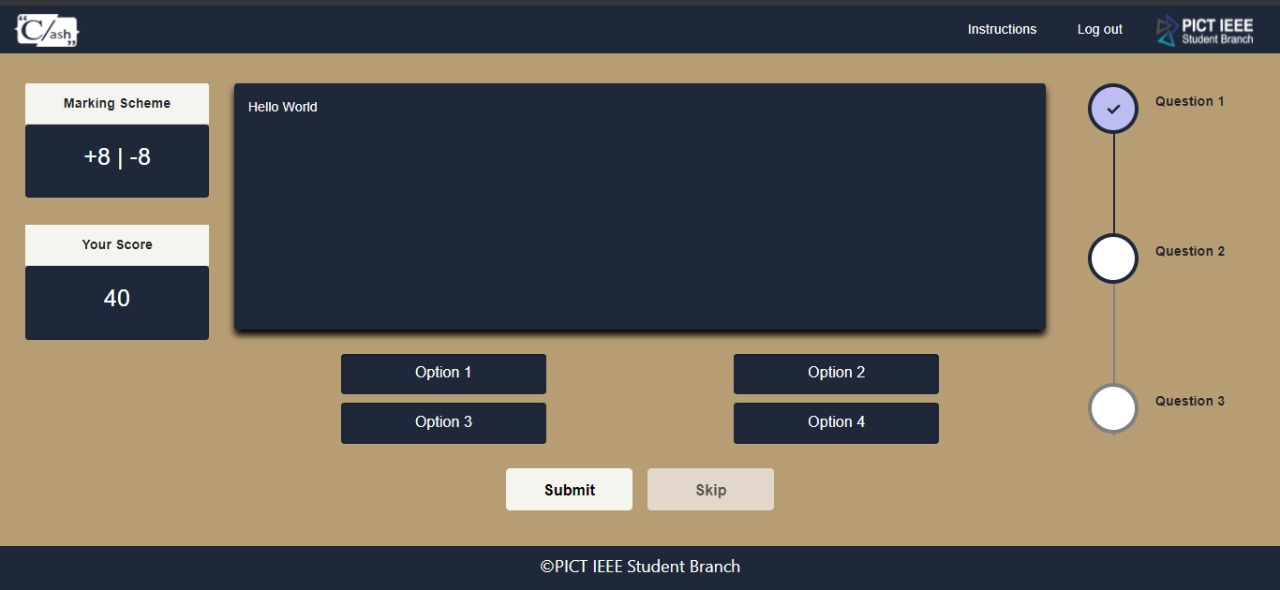 "C/ash"
Instructions
Log out
PICT IEEE
Student Branch
Marking Scheme
+8 | -8
Your Score
40
Hello World
Option 1
Option 2
Option 3
Option 4
Submit
Skip
Question 1
Question 2
Question 3
©PICT IEEE Student Branch